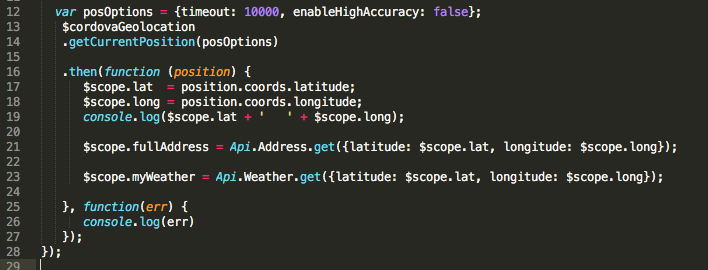 12 var posOptions = {timeout: 10000, enableHighAccuracy: false};
13 $cordovaGeolocation
14 .getCurrentPosition(posOptions)
15
16 .then(function (position) {
17 $scope.lat  = position.coords.latitude;
18 $scope.long = position.coords.longitude;
19 console.log($scope.lat + '   ' + $scope.long);
20
21 $scope.fullAddress = Api.Address.get({latitude: $scope.lat, longitude: $scope.long});
22
23 $scope.myWeather = Api.Weather.get({latitude: $scope.lat, longitude: $scope.long});
24
25 }, function(err) {
26 console.log(err)
27 });
28 });
29